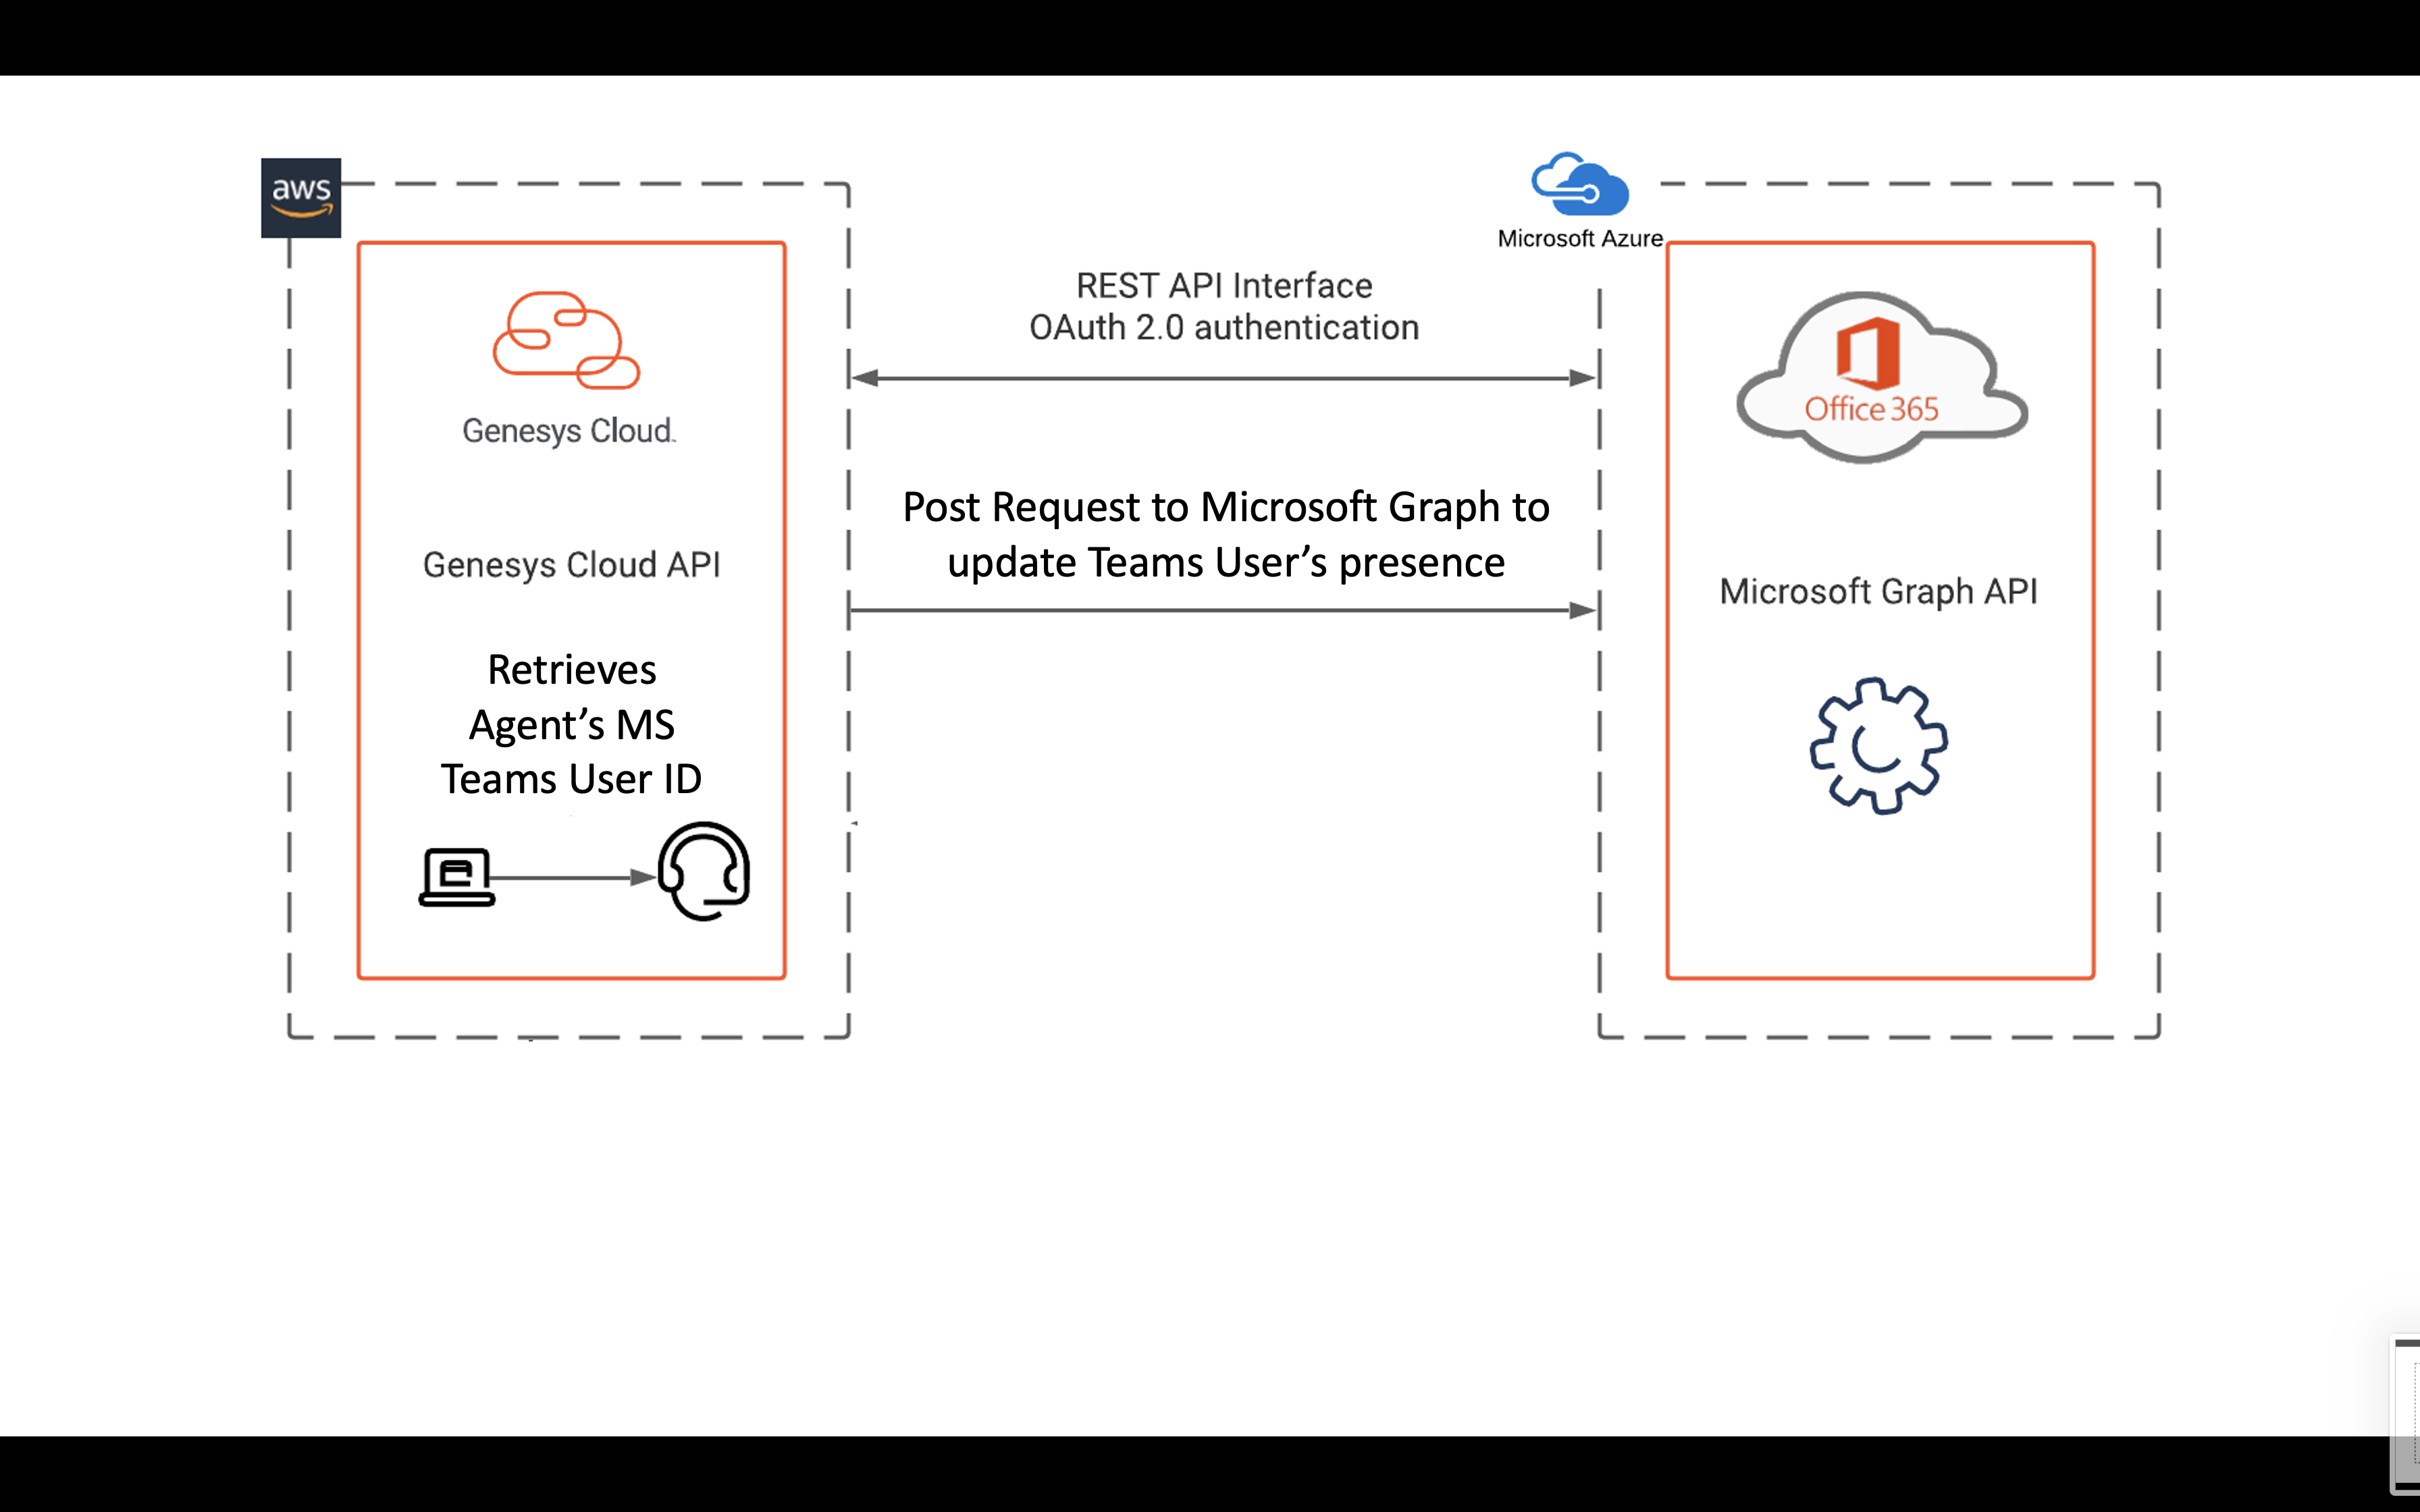 aws
Microsoft Azure
REST API Interface
OAuth 2.0 authentication
Genesys Cloud
Office 365
Post Request to Microsoft Graph to
update Teams User’s presence
Genesys Cloud API
Microsoft Graph API
Retrieves
Agent’s MS
Teams User ID